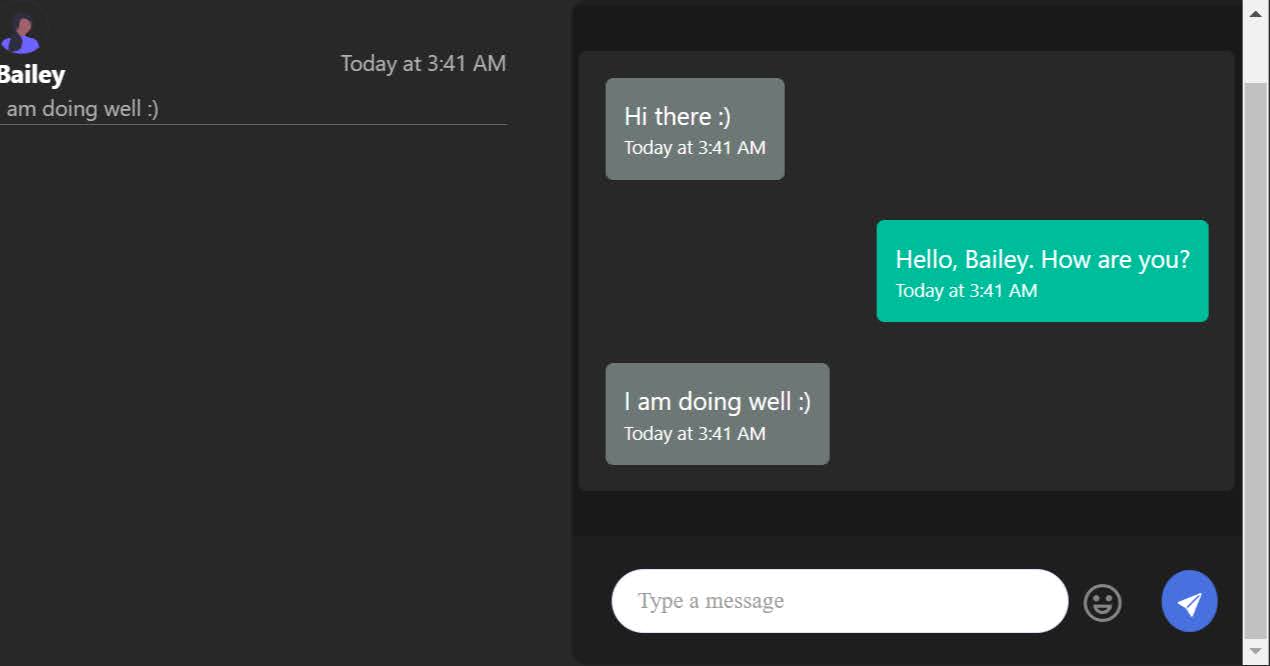 Bailey
Today at 3:41 AM
am doing well :)
Hi there :)
Today at 3:41 AM
Hello, Bailey. How are you?
Today at 3:41 AM
I am doing well :)
Today at 3:41 AM
Type a message